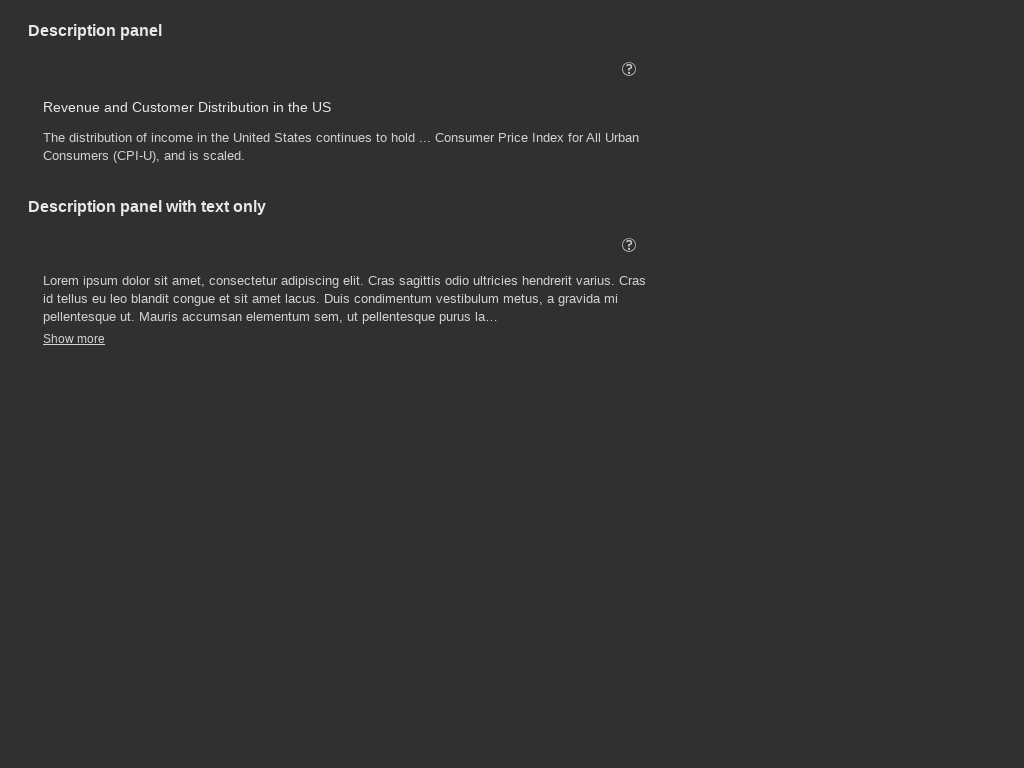 Description panel
Revenue and Customer Distribution in the US
The distribution of income in the United States continues to hold ... Consumer Price Index for All Urban
Consumers (CPI-U), and is scaled.
Description panel with text only
Lorem ipsum dolor sit amet, consectetur adipiscing elit. Cras sagittis odio ultricies hendrerit varius. Cras
id tellus eu leo blandit congue et sit amet lacus. Duis condimentum vestibulum metus, a gravida mi
pellentesque ut. Mauris accumsan elementum sem, ut pellentesque purus la…
Show more